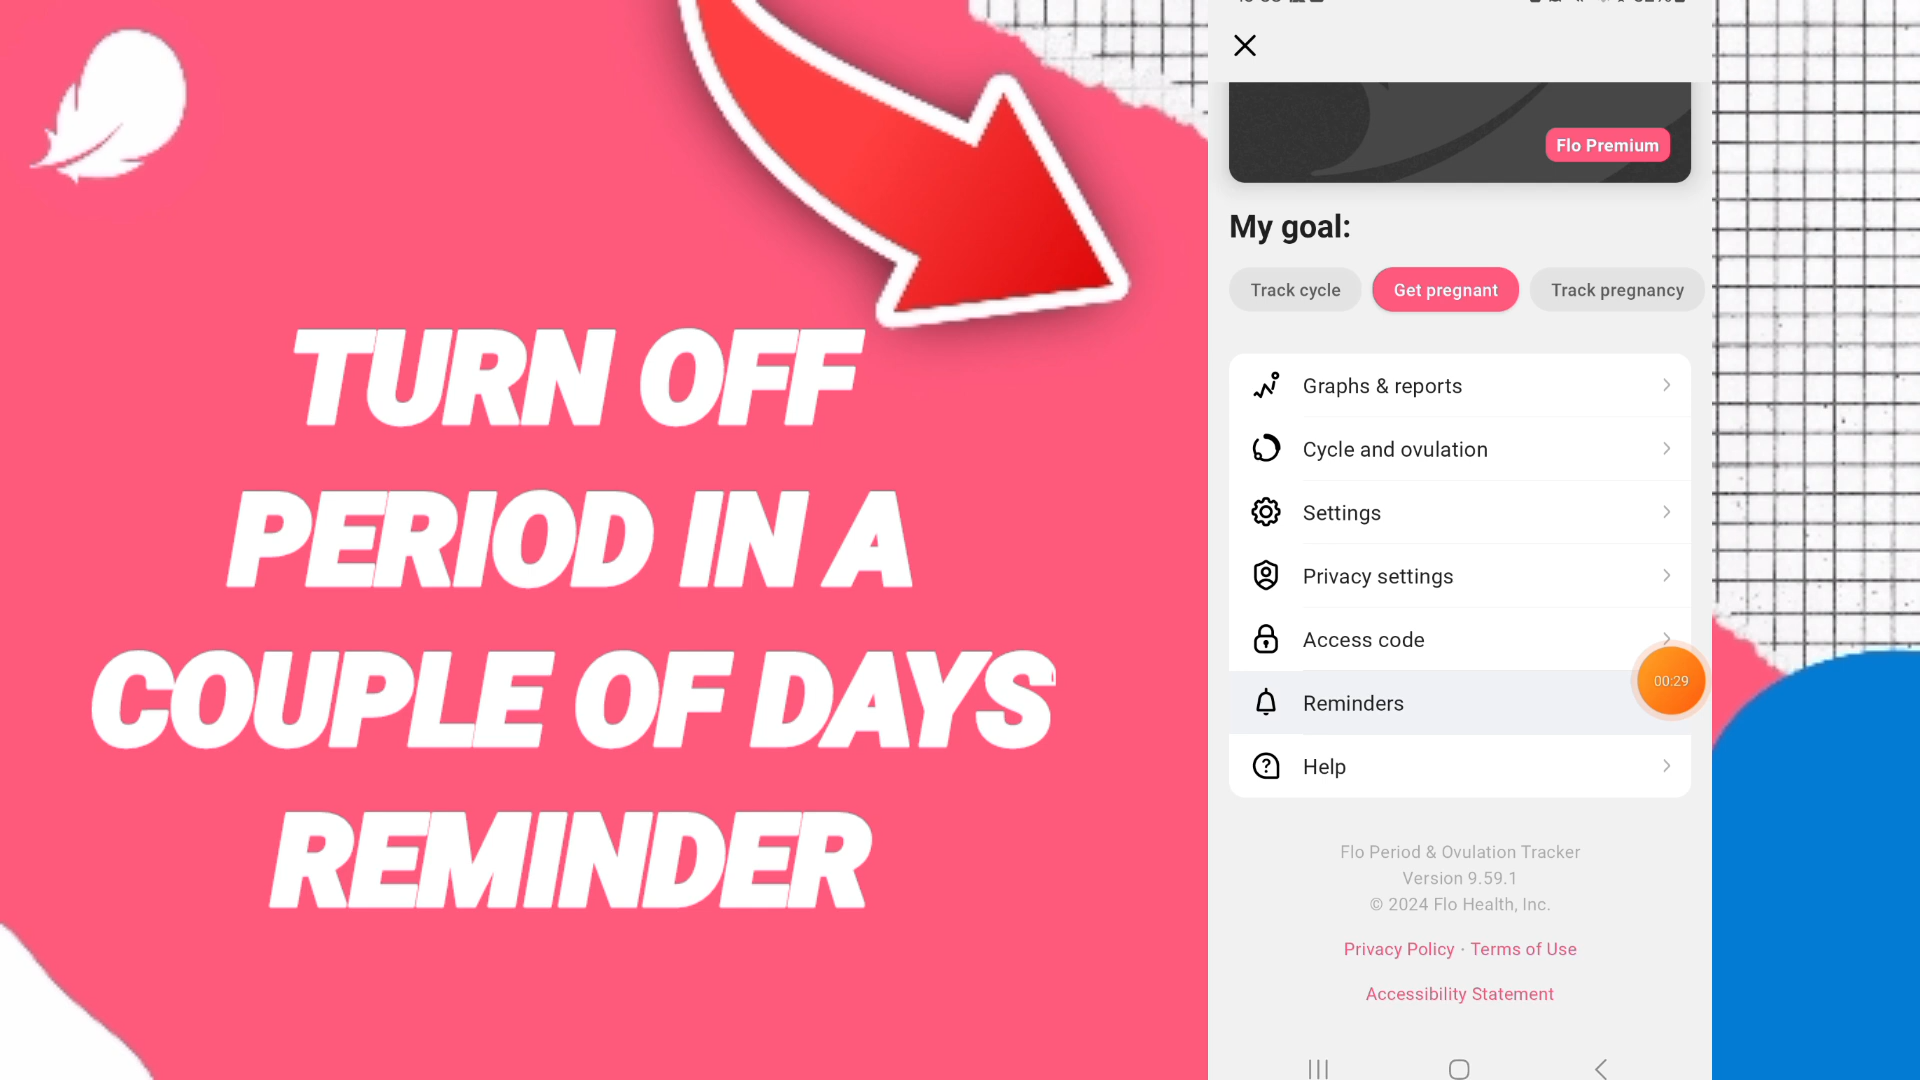 TURN OFF
PERIOD IN A
COUPLE OF DAYS
REMINDER
Flo Premium
My goal:
Track cycle
Get pregnant
Track pregnancy
Graphs & reports
Cycle and ovulation
Settings
Privacy settings
Access code
00:29
Reminders
Help
Flo Period & Ovulation Tracker
Version 9.59.1
© 2024 Flo Health, Inc.
Privacy Policy · Terms of Use
Accessibility Statement